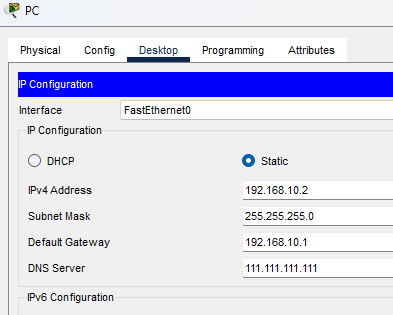 PC
Physical Config Desktop Programming Attributes
IP Configuration
Interface FastEthernet0
IP Configuration
DHCP Static
IPv4 Address 192.168.10.2
Subnet Mask 255.255.255.0
Default Gateway 192.168.10.1
DNS Server 111.111.111.111
IPv6 Configuration